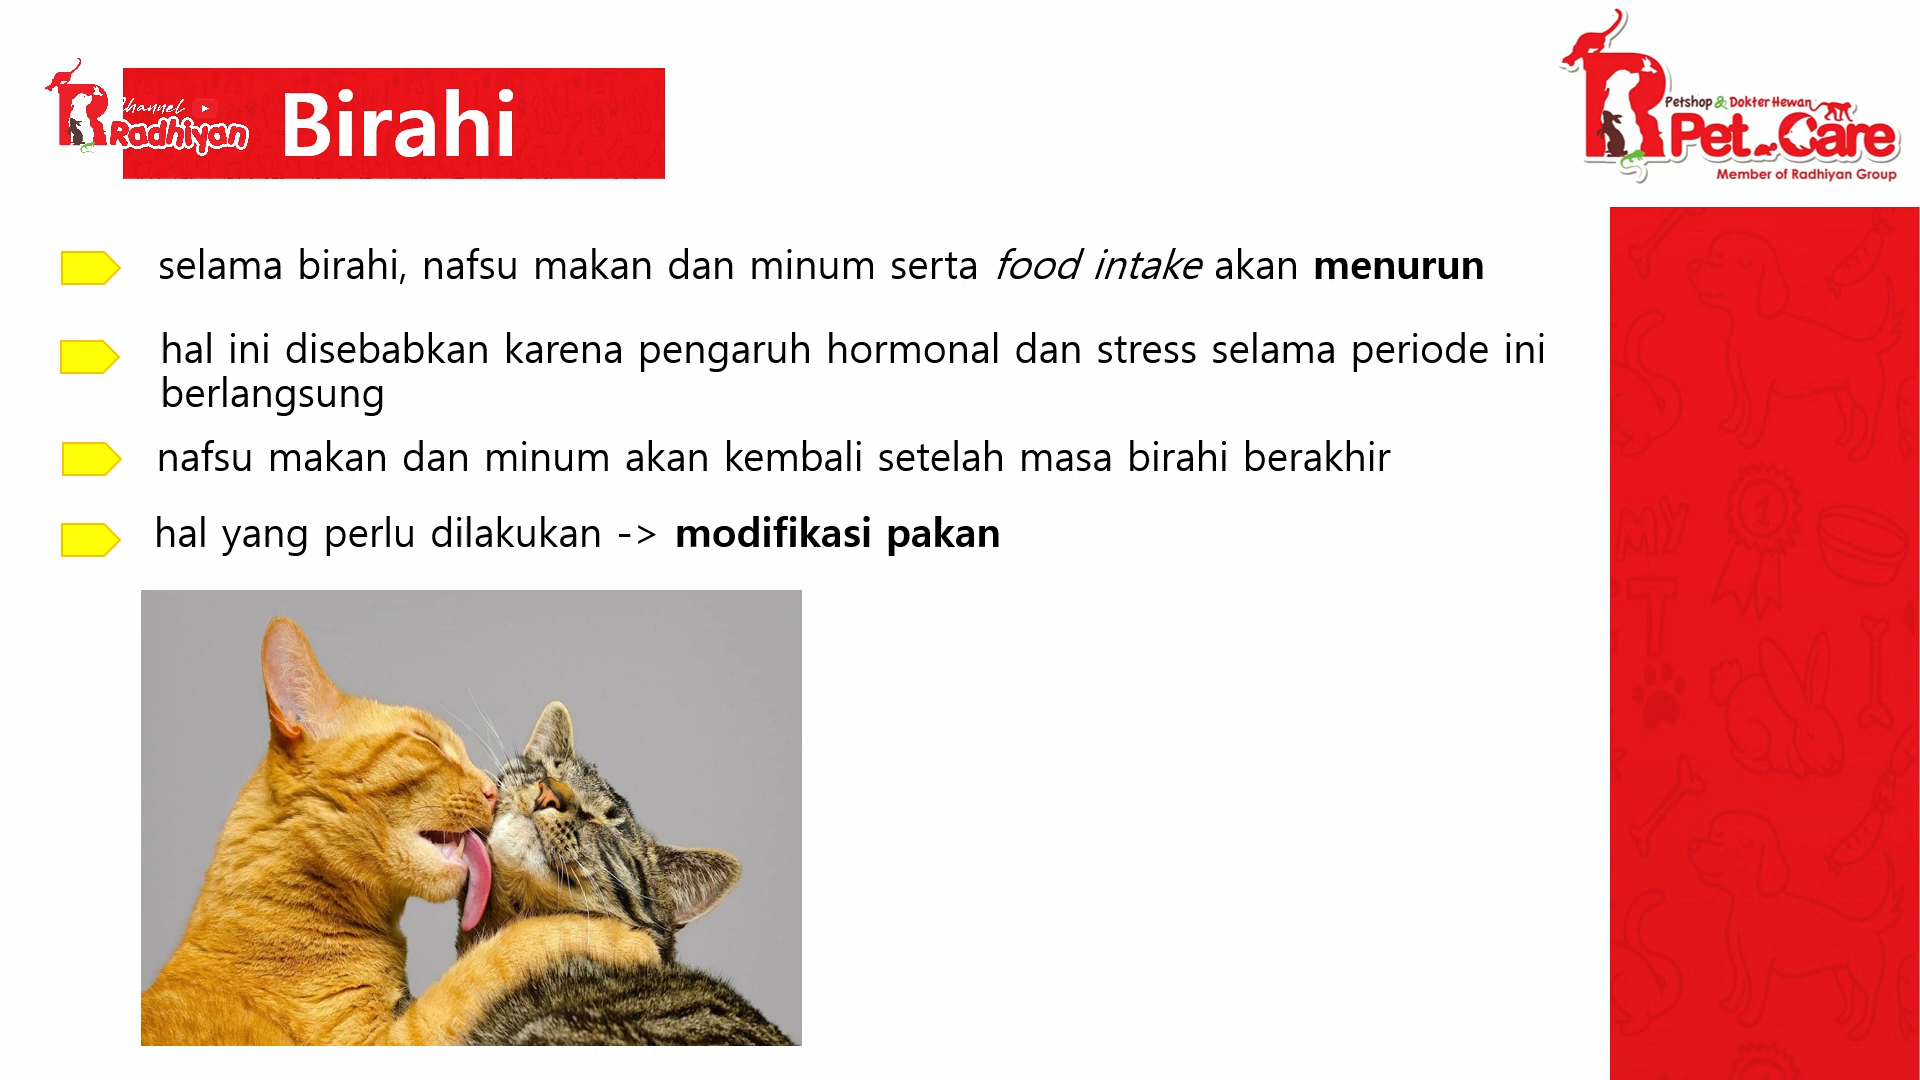 Channel
Radhiyan
Birahi
Petshop & Dokter Hewan
Pet Care
Member of Radhiyan Group
selama birahi, nafsu makan dan minum serta food intake akan menurun
hal ini disebabkan karena pengaruh hormonal dan stress selama periode ini
berlangsung
nafsu makan dan minum akan kembali setelah masa birahi berakhir
hal yang perlu dilakukan -> modifikasi pakan
1
MY